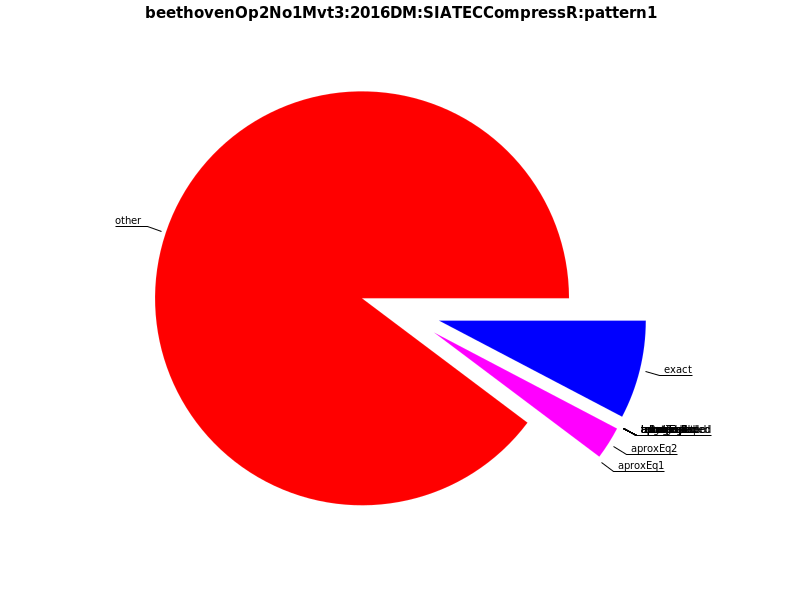 beethovenOp2No1Mvt3:2016DM:SIATECCompressR:pattern1
other
exact
aproxEq2
aproxEq1